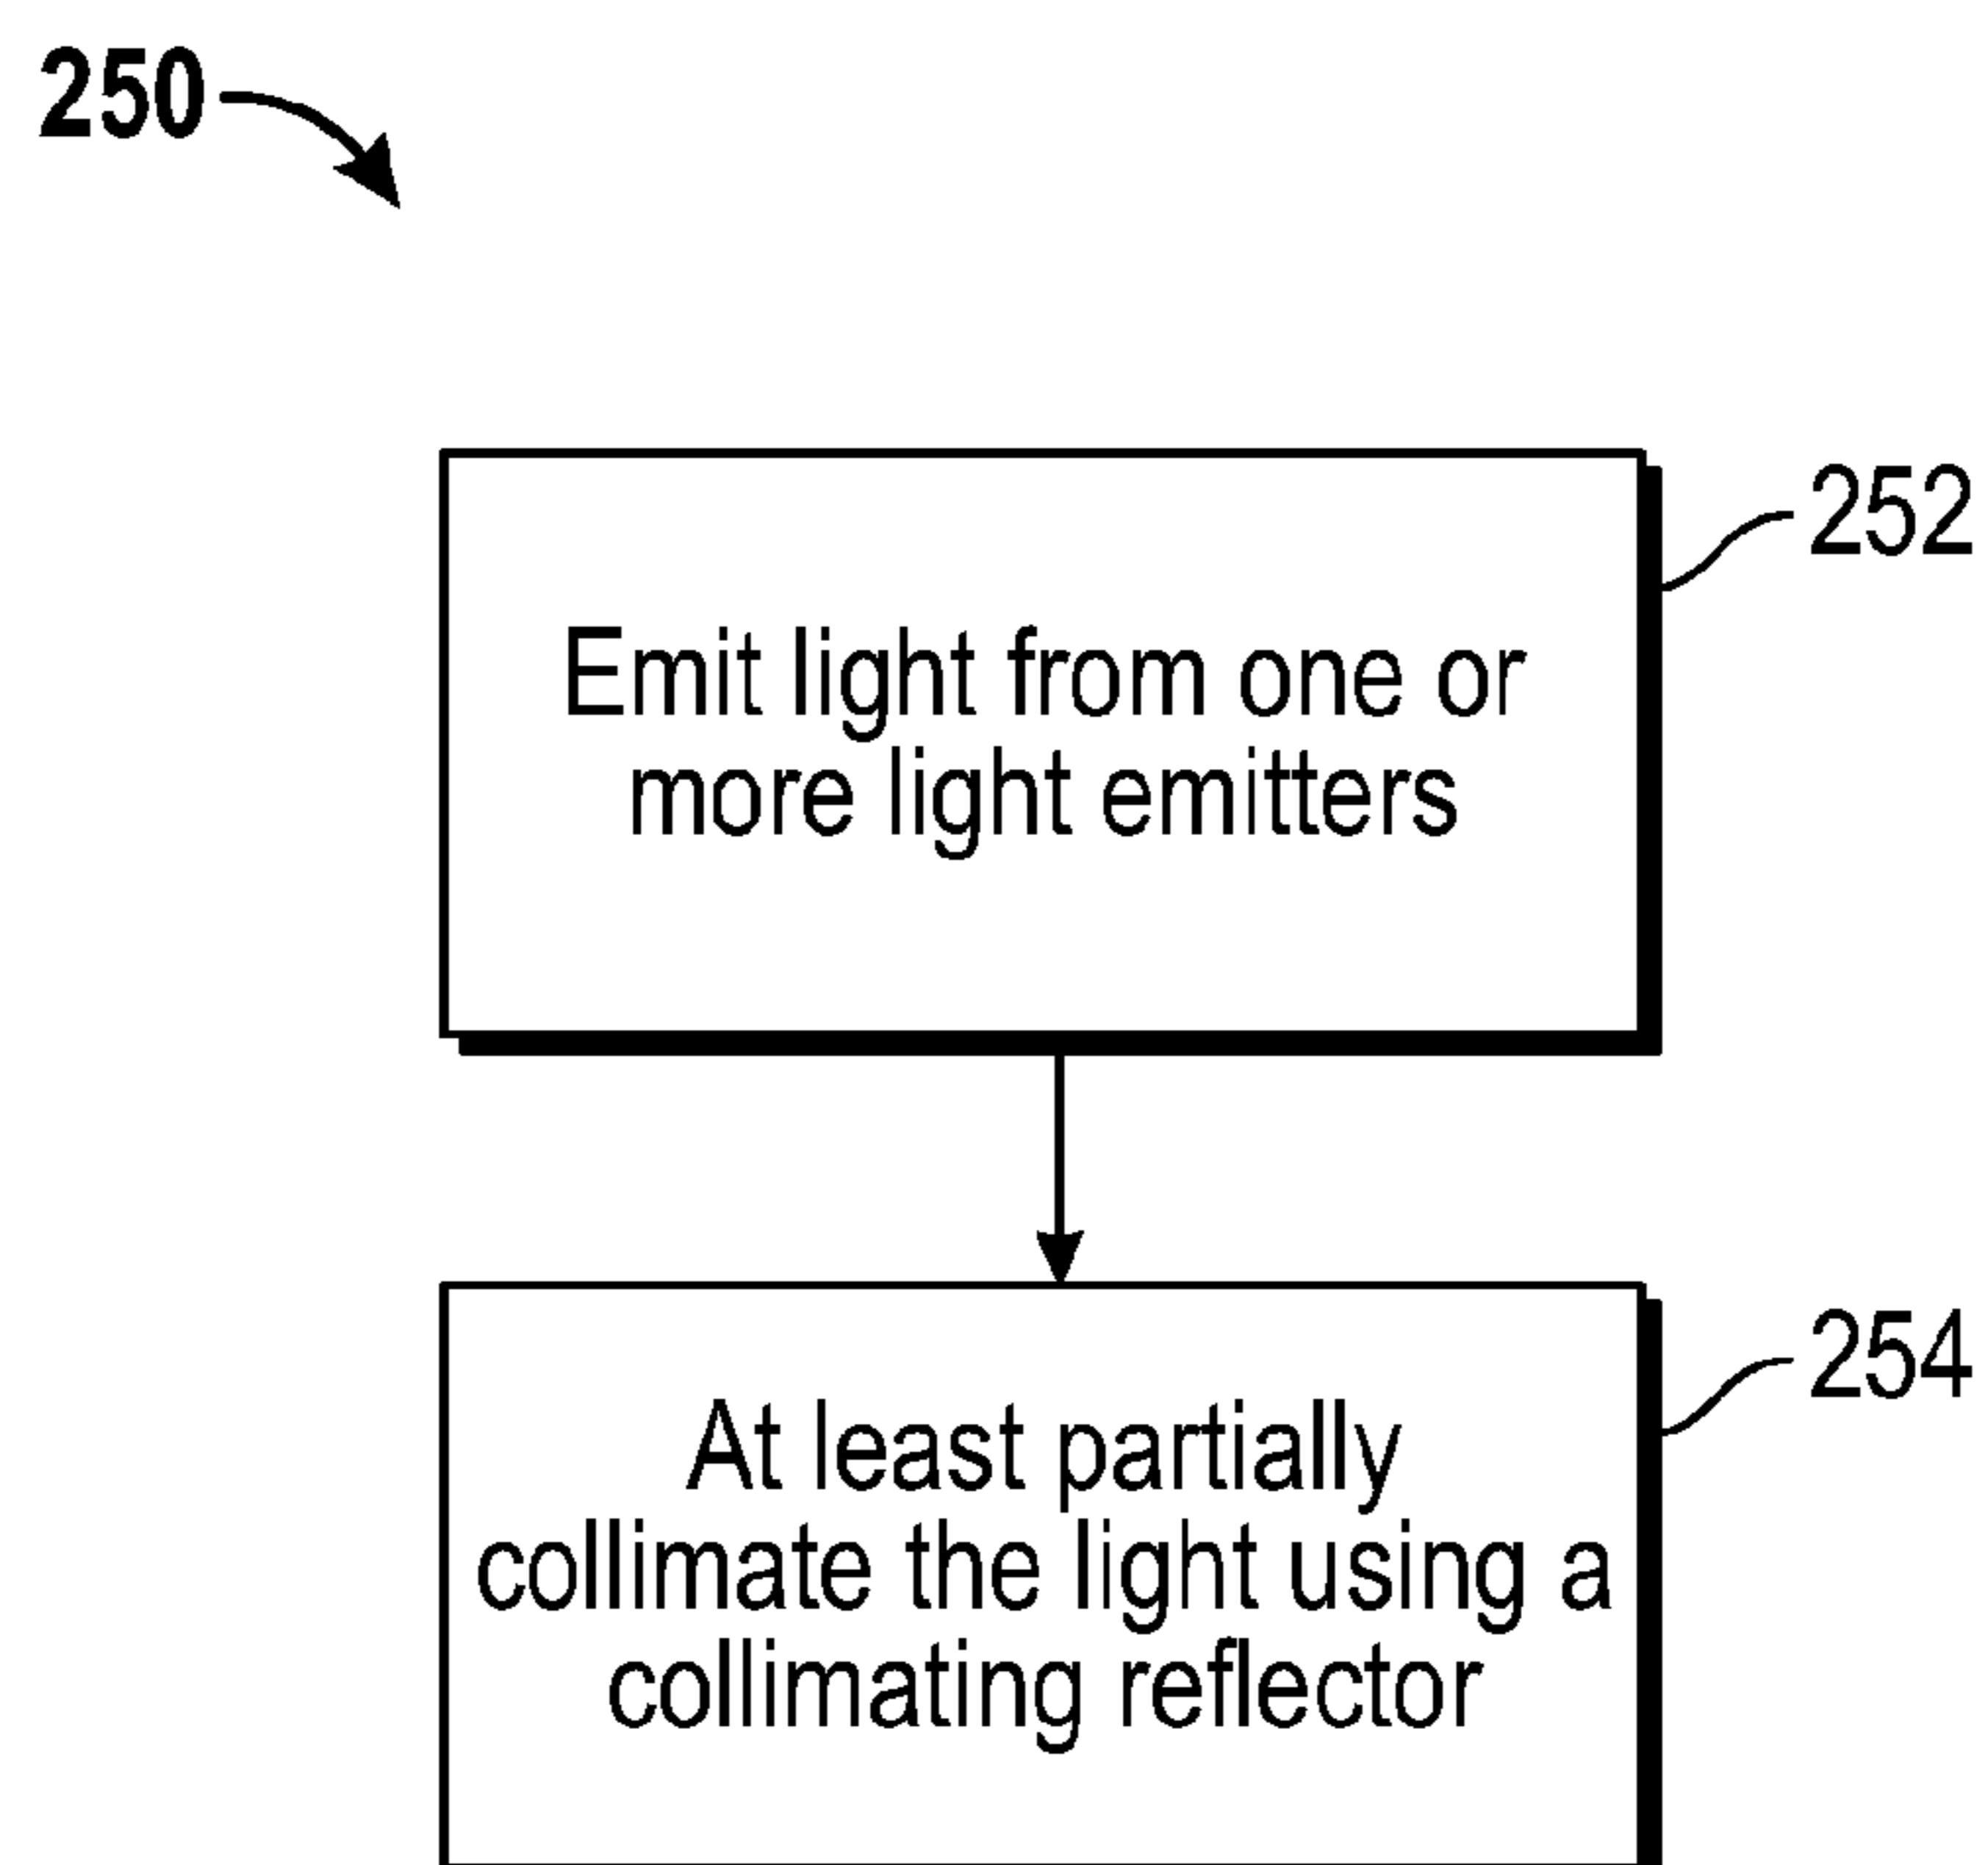 250
252
Emit light from one or
more light emitters
254
At least partially
collimate the light using a
collimating reflector